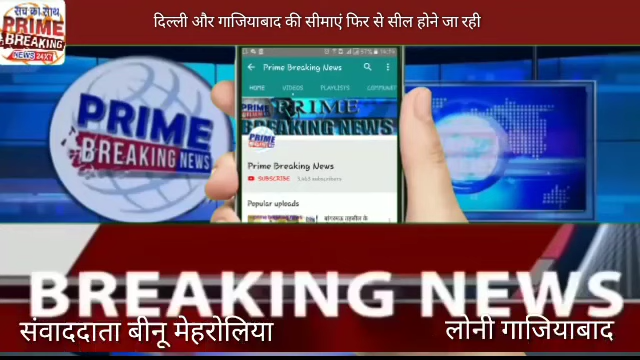 सच का साथ
PRIME
BREAKING
NEWS 24X7
दिल्ली और गाजियाबाद की सीमाएं फिर से सील होने जा रही
Prime Breaking News
HOME VIDEOS PLAYLISTS COMMUNIT
PRIME
BREAKING NEWS
PRIME
BREAKING NEWS
Prime Breaking News
SUBSCRIBE
Popular uploads
BREAKING NEWS
संवाददाता बीनू मेहरोलिया
लोनी गाजियाबाद